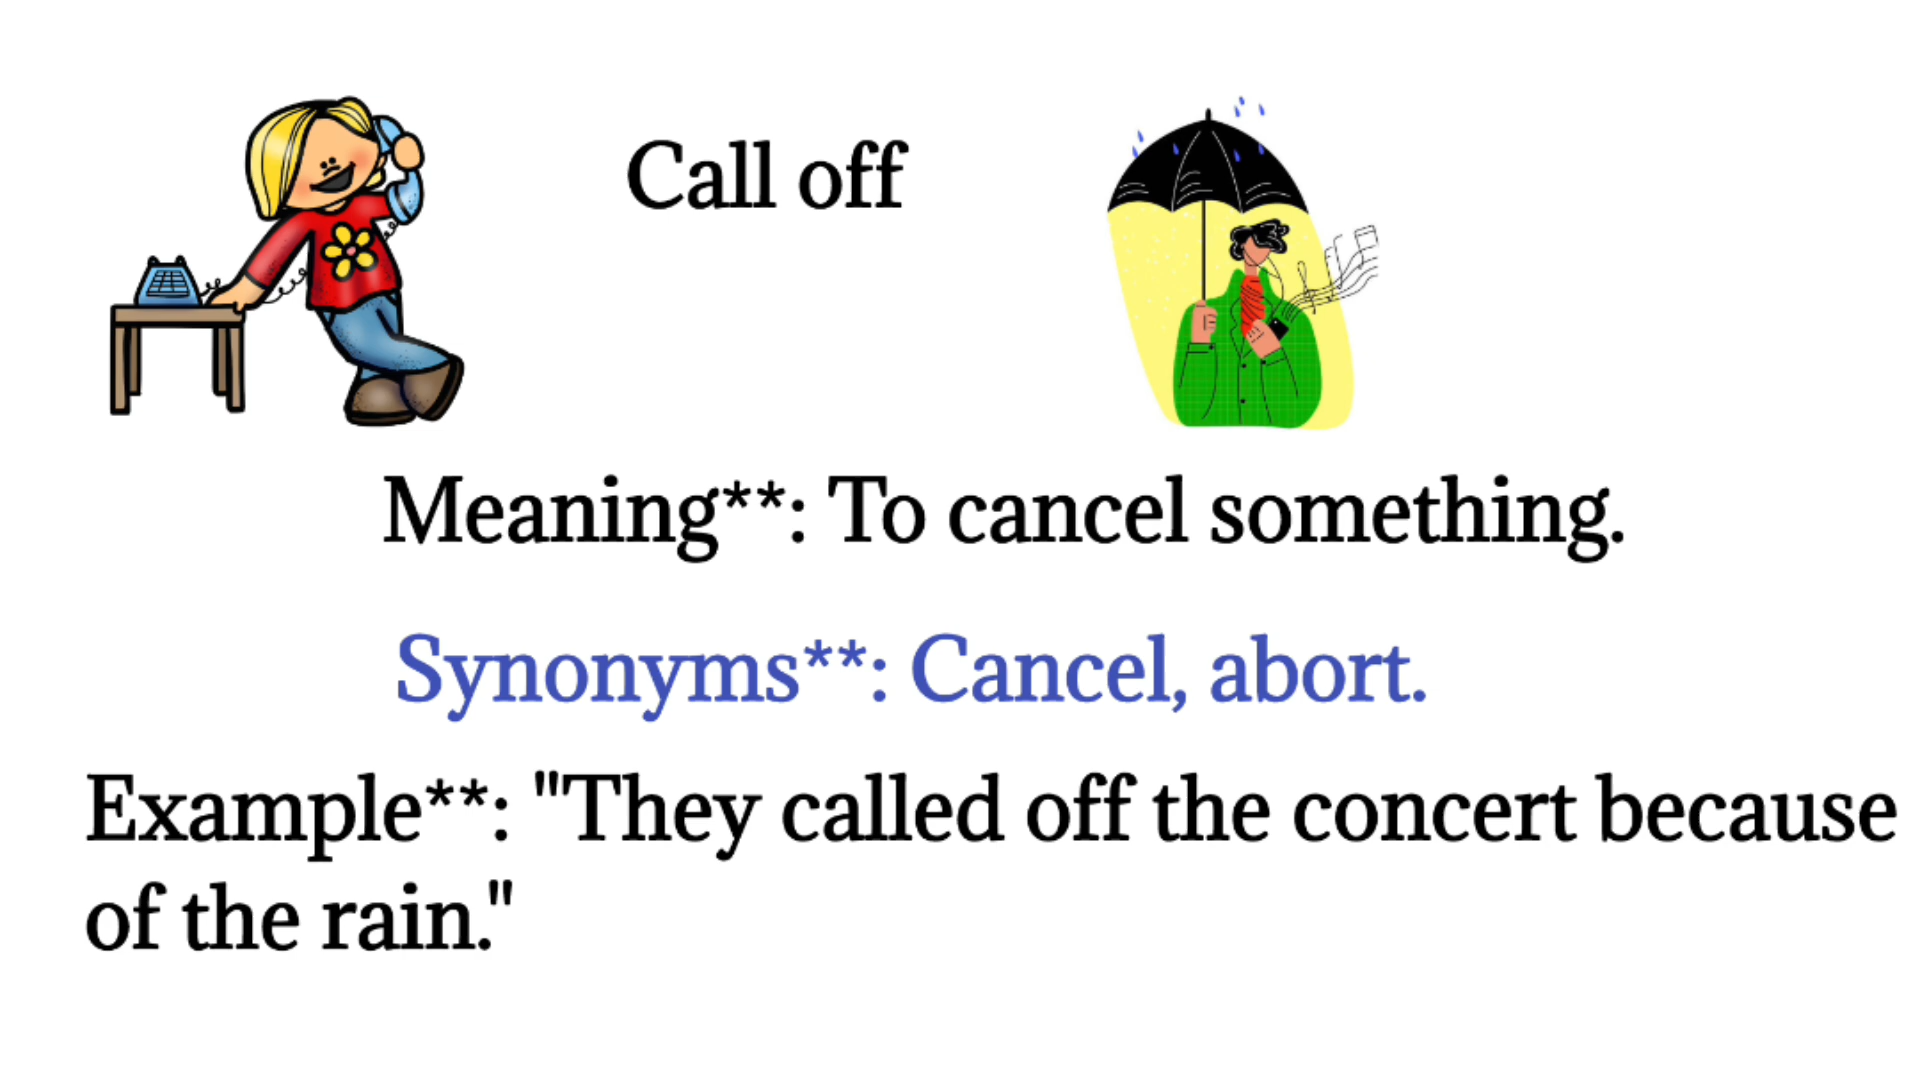 Call off
Meaning**: To cancel something.
Synonyms**: Cancel, abort.
Example**: "They called off the concert because
of the rain."